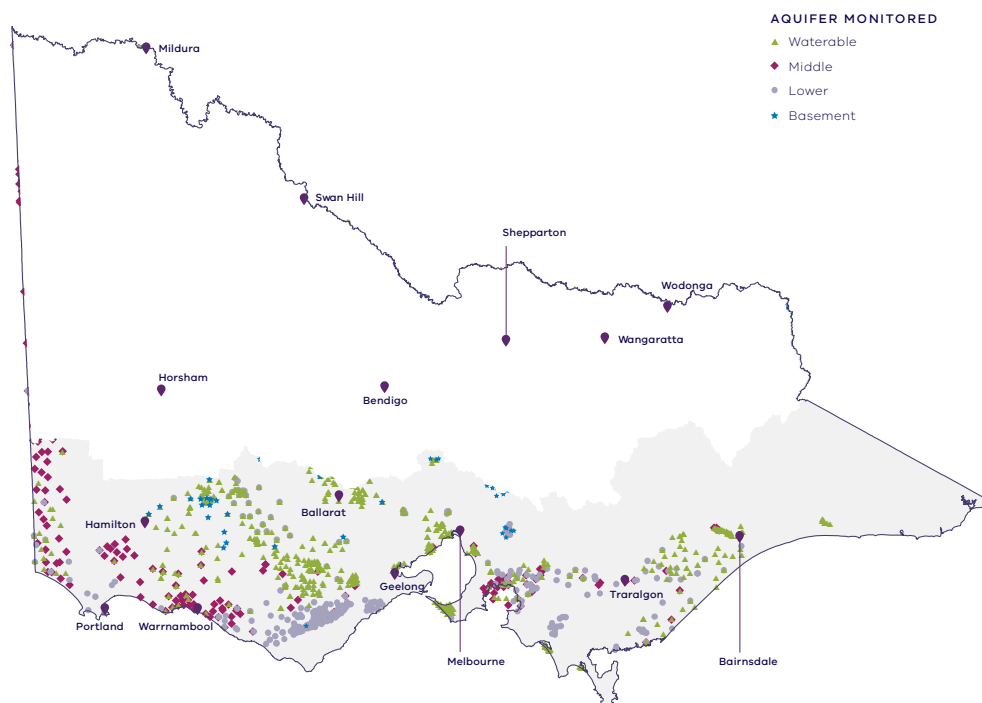 AQUIFER MONITORED
Waterable
Middle
Lower
Basement
Mildura
Swan Hill
Shepparton
Wodonga
Wangaratta
Horsham
Bendigo
Ballarat
Hamilton
Geelong
Traralgon
Portland
Warrnambool
Melbourne
Bairnsdale